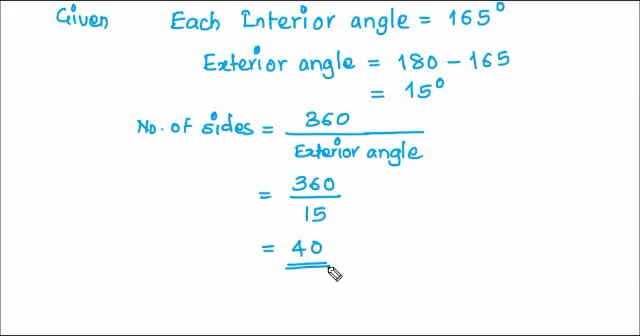 Given Each Interior angle = 165°
Exterior angle = 180 - 165
= 15°
No. of sides = 360
Exterior angle
= 360
15
= 40